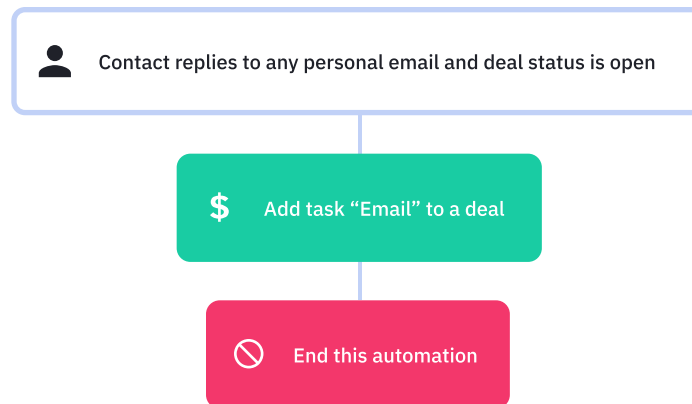 Contact replies to any personal email and deal status is open
$
Add task “Email” to a deal
End this automation